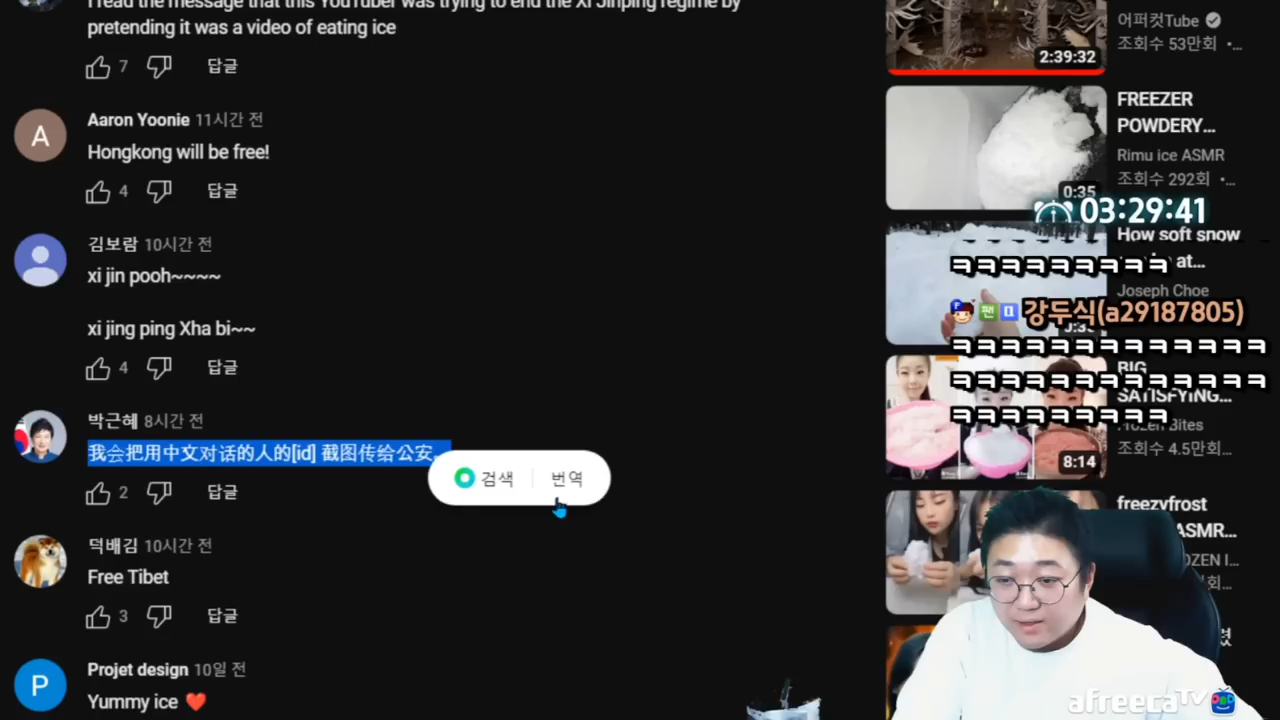 I read the message that this YouTuber was trying to end the Xi Jinping regime by
pretending it was a video of eating ice
7 답글
A
Aaron Yoonie 11시간 전
Hongkong will be free!
4 답글
김보람 10시간 전
xi jin pooh~~~~
xi jing ping Xha bi~~
4 답글
박근혜 8시간 전
我会把用中文对话的人的[id] 截图传给公安
검색 번역
2 답글
덕배김 10시간 전
Free Tibet
3 답글
P
Projet design 10일 전
Yummy ice ❤️
어퍼컷Tube
조회수 53만회 •...
2:39:32
FREEZER
POWDERY...
Rimu ice ASMR
조회수 292회 •...
0:35
03:29:41
How soft snow
at...
Joseph Choe
ㅋㅋㅋㅋㅋㅋㅋㅋㅋ
팬 강두식(a29187805)
ㅋㅋㅋㅋㅋㅋㅋㅋㅋㅋㅋㅋㅋ
ㅋㅋㅋㅋㅋㅋㅋㅋㅋㅋㅋㅋㅋ
ㅋㅋㅋㅋㅋㅋㅋㅋㅋ
BIG
SATISFYING...
Frozen Bites
조회수 4.5만회...
8:14
freezyfrost
ASMR...
afreecaTV